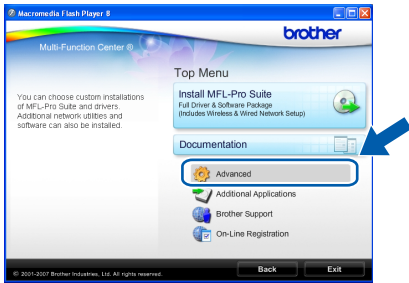 Macromedia Flash Player 8
brother
Multi-Function Center ®
Top Menu
You can choose custom installations
of MFL-Pro Suite and drivers.
Additional network utilities and
software can also be installed.
Install MFL-Pro Suite
Full Driver & Software Package
(Includes Wireless & Wired Network Setup)
Documentation
Advanced
Additional Applications
Brother Support
On-Line Registration
© 2001-2007 Brother Industries, Ltd. All rights reserved.
Back
Exit